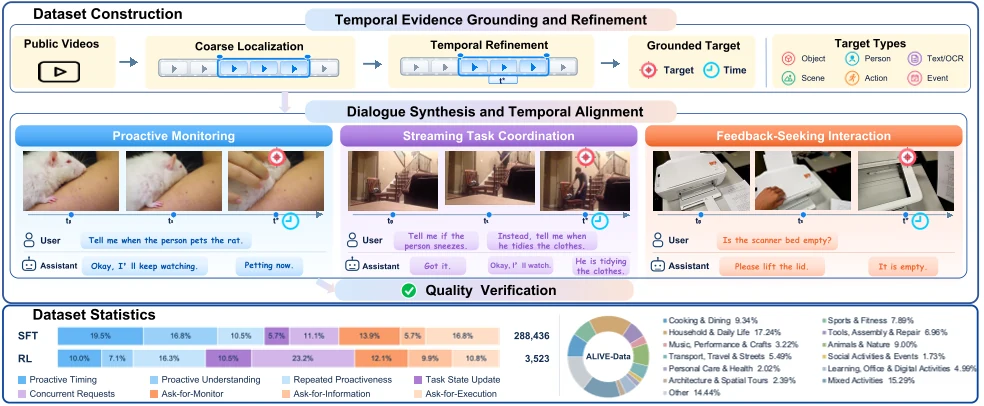 Dataset Construction
Temporal Evidence Grounding and Refinement
Public Videos
Coarse Localization
Temporal Refinement
t*
Grounded Target
Target
Time
Target Types
Object
Person
Text/OCR
Scene
Action
Event
Dialogue Synthesis and Temporal Alignment
Proactive Monitoring
t₀
t₁
t*
User
Tell me when the person pets the rat.
Assistant
Okay, I'll keep watching.
Petting now.
Streaming Task Coordination
t₀
t₁
t*
User
Tell me if the
person sneezes.
Instead, tell me when
he tidies the clothes.
Assistant
Got it.
Okay, I'll watch.
He is tidying
the clothes.
Feedback-Seeking Interaction
t₀
t₁
t*
User
Is the scanner bed empty?
Assistant
Please lift the lid.
It is empty.
Quality Verification
Dataset Statistics
SFT
19.5%
16.8%
10.5%
5.7%
11.1%
13.9%
5.7%
16.8%
288,436
RL
10.0%
7.1%
16.3%
10.5%
23.2%
12.1%
9.9%
10.8%
3,523
Proactive Timing
Proactive Understanding
Repeated Proactiveness
Task State Update
Concurrent Requests
Ask-for-Monitor
Ask-for-Information
Ask-for-Execution
ALIVE-Data
Cooking & Dining 9.34%
Household & Daily Life 17.24%
Music, Performance & Crafts 3.22%
Transport, Travel & Streets 5.49%
Personal Care & Health 2.02%
Architecture & Spatial Tours 2.39%
Other 14.44%
Sports & Fitness 7.89%
Tools, Assembly & Repair 6.96%
Animals & Nature 9.00%
Social Activities & Events 1.73%
Learning, Office & Digital Activities 4.99%
Mixed Activities 15.29%